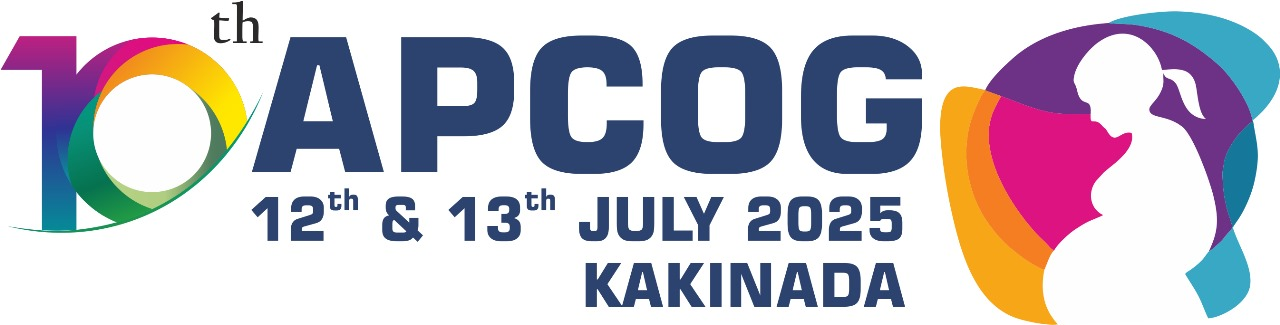 10th APCOG
12th & 13th JULY 2025
KAKINADA